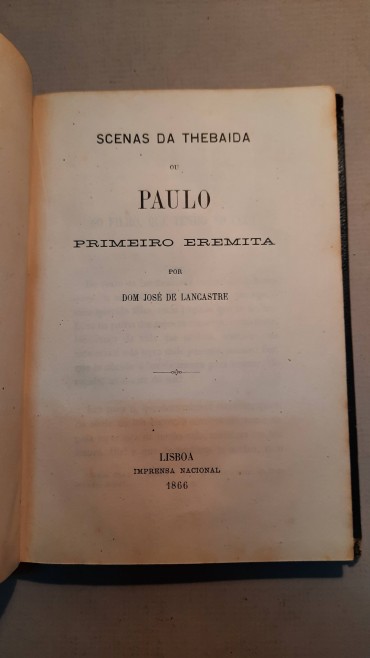 SCENAS DA THEBAIDA
OU
PAULO
PRIMEIRO EREMITA
POR
DOM JOSÉ DE LANCASTRE
LISBOA
IMPRENSA NACIONAL
1866